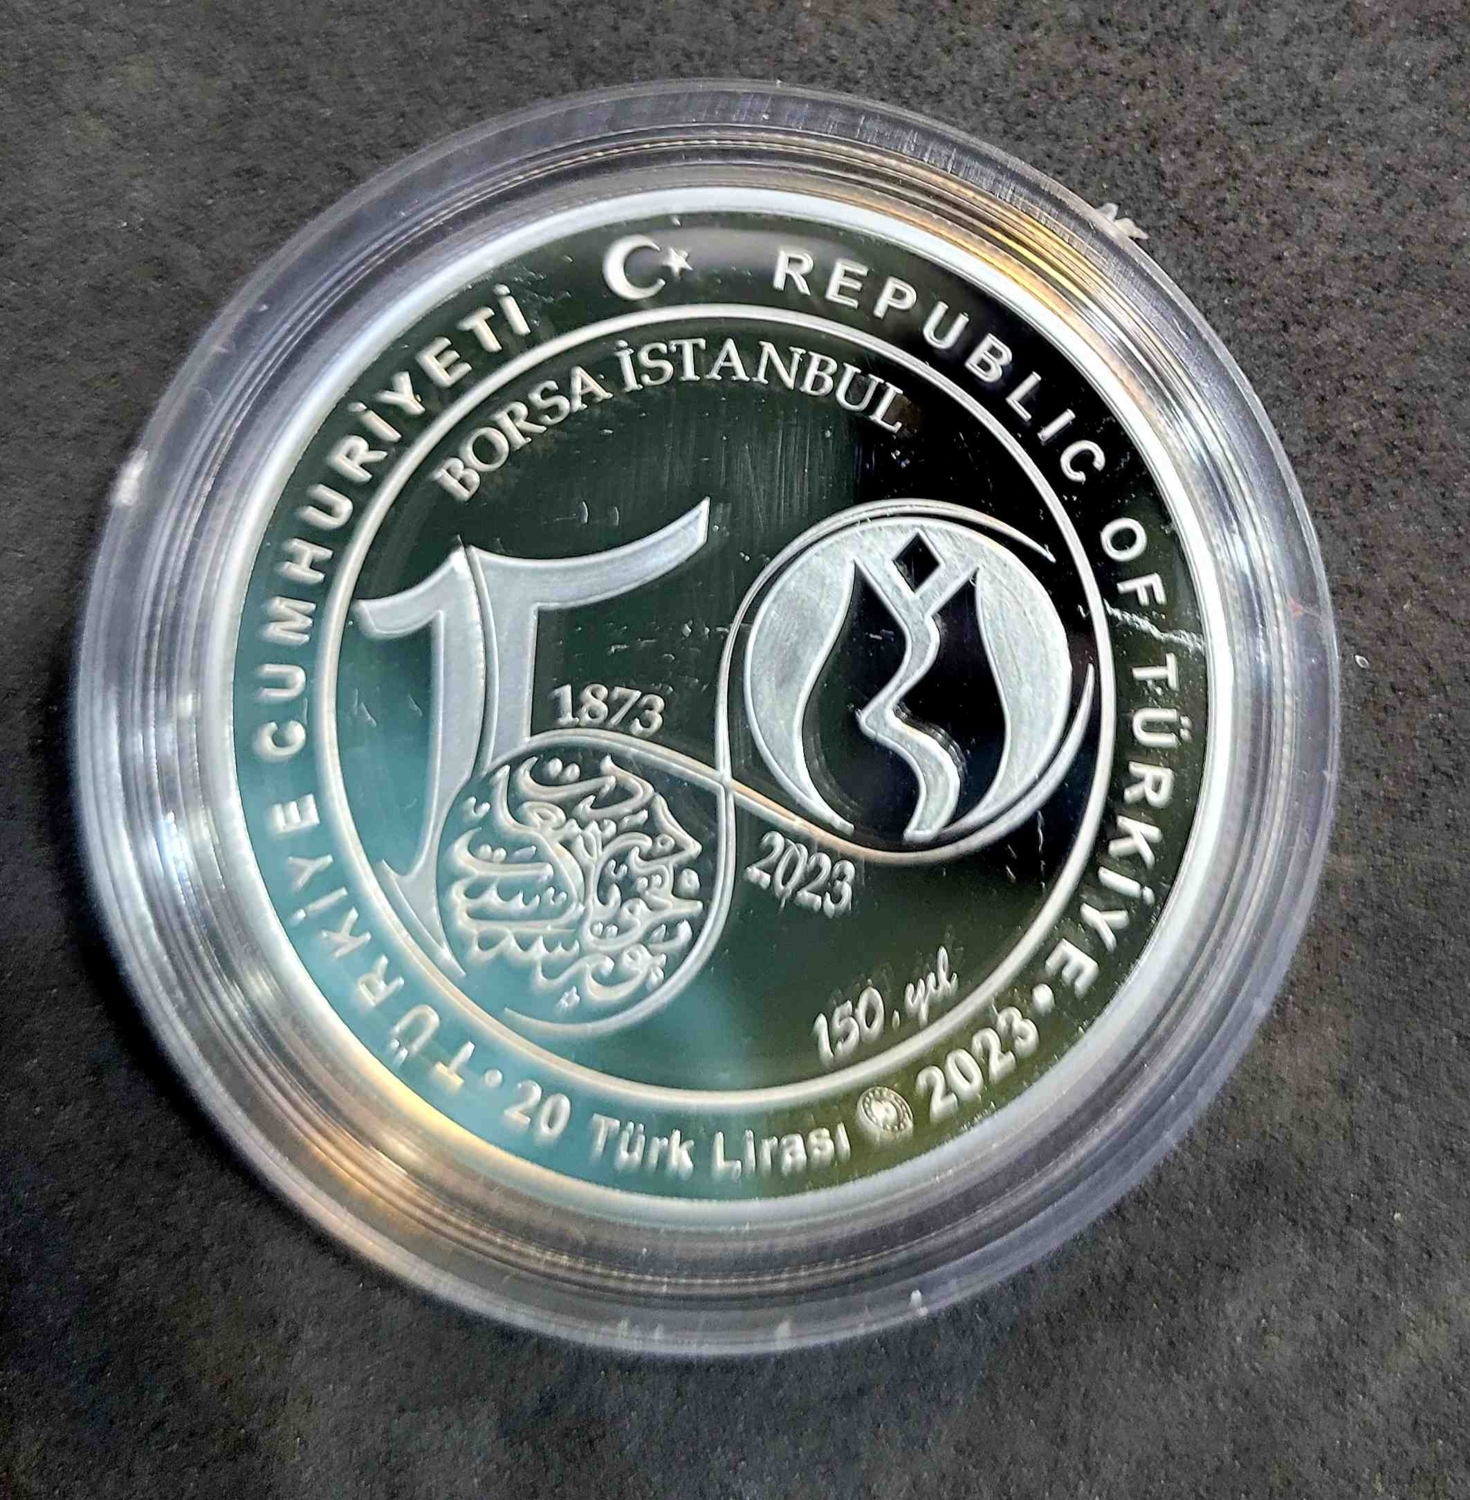 TÜRKİYE CUMHURİYETİ
REPUBLIC OF TÜRKİYE
BORSA İSTANBUL
1873
2023
150. yıl
20 Türk Lirası
2023